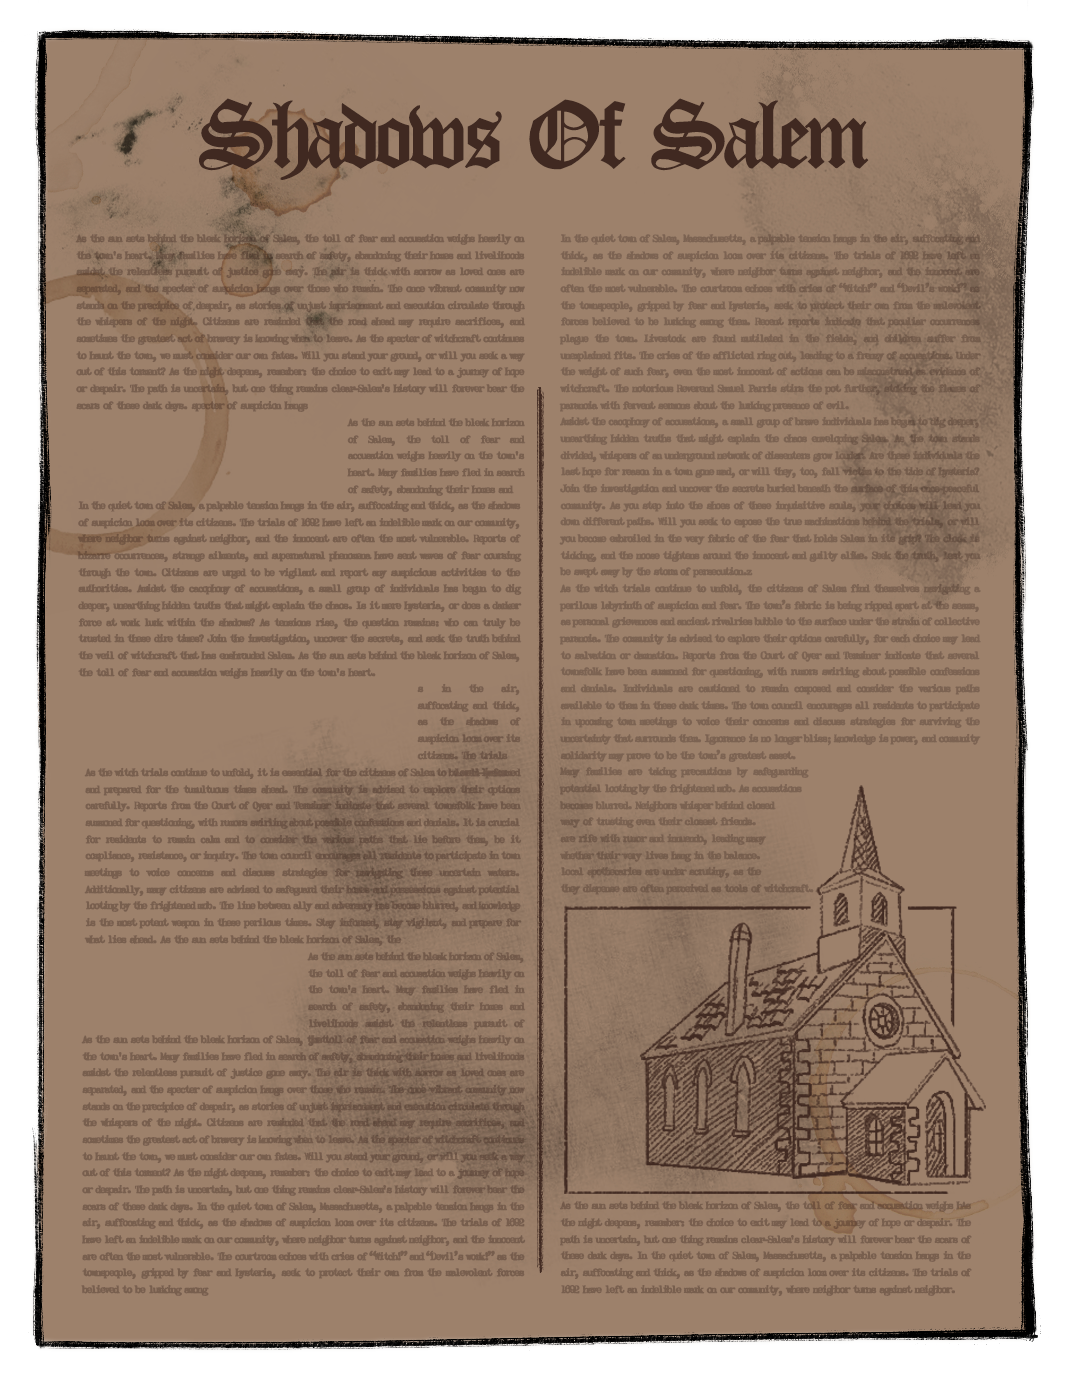 Shadows Of Salem
As the sun sets behind the bleak horizon of Salem, the toll of fear and accusation weighs heavily on
the town's heart. Many families have fled in search of safety, abandoning their homes and livelihoods
amidst the relentless pursuit of justice gone awry. The air is thick with sorrow as loved ones are
separated, and the specter of suspicion hangs over those who remain. The once vibrant community now
stands on the precipice of despair, as stories of unjust imprisonment and execution circulate through
the whispers of the night. Citizens are reminded that the road ahead may require sacrifices, and
sometimes the greatest act of bravery is knowing when to leave. As the specter of witchcraft continues
to haunt the town, we must consider our own fates. Will you stand your ground, or will you seek a way
out of this torment? As the night deepens, remember: the choice to exit may lead to a journey of hope
or despair. The path is uncertain, but one thing remains clear-Salem's history will forever bear the
scars of these dark days. specter of suspicion hangs
As the sun sets behind the bleak horizon
of Salem, the toll of fear and
accusation weighs heavily on the town's
heart. Many families have fled in search
of safety, abandoning their homes and
In the quiet town of Salem, a palpable tension hangs in the air, suffocating and thick, as the shadows
of suspicion loom over its citizens. The trials of 1692 have left an indelible mark on our community,
where neighbor turns against neighbor, and the innocent are often the most vulnerable. Reports of
bizarre occurrences, strange ailments, and supernatural phenomena have sent waves of fear coursing
through the town. Citizens are urged to be vigilant and report any suspicious activities to the
authorities. Amidst the cacophony of accusations, a small group of individuals has begun to dig
deeper, unearthing hidden truths that might explain the chaos. Is it mere hysteria, or does a darker
force at work lurk within the shadows? As tensions rise, the question remains: who can truly be
trusted in these dire times? Join the investigation, uncover the secrets, and seek the truth behind
the veil of witchcraft that has enshrouded Salem. As the sun sets behind the bleak horizon of Salem,
the toll of fear and accusation weighs heavily on the town's heart.
s in the air,
suffocating and thick,
as the shadows of
suspicion loom over its
citizens. The trials
As the witch trials continue to unfold, it is essential for the citizens of Salem to
and prepared for the tumultuous times ahead. The community is advised to explore their options
carefully. Reports from the Court of Oyer and Terminer indicate that several townsfolk have been
summoned for questioning, with rumors swirling about possible confessions and denials. It is crucial
for residents to remain calm and to consider the various paths that lie before them, be it
compliance, resistance, or inquiry. The town council encourages all residents to participate in town
meetings to voice concerns and discuss strategies for navigating these uncertain waters.
Additionally, many citizens are advised to safeguard their homes and possessions against potential
looting by the frightened mob. The line between ally and adversary has become blurred, and knowledge
is the most potent weapon in these perilous times. Stay informed, stay vigilant, and prepare for
what lies ahead. As the sun sets behind the bleak horizon of Salem, the
As the sun sets behind the bleak horizon of Salem,
the toll of fear and accusation weighs heavily on
the town's heart. Many families have fled in
search of safety, abandoning their homes and
livelihoods amidst the relentless pursuit of
As the sun sets behind the bleak horizon of Salem, the toll of fear and accusation weighs heavily on
the town's heart. Many families have fled in search of safety, abandoning their homes and livelihoods
amidst the relentless pursuit of justice gone awry. The air is thick with sorrow as loved ones are
separated, and the specter of suspicion hangs over those who remain. The once vibrant community now
stands on the precipice of despair, as stories of unjust imprisonment and execution circulate through
the whispers of the night. Citizens are reminded that the road ahead may require sacrifices, and
sometimes the greatest act of bravery is knowing when to leave. As the specter of witchcraft continues
to haunt the town, we must consider our own fates. Will you stand your ground, or will you seek a way
out of this torment? As the night deepens, remember: the choice to exit may lead to a journey of hope
or despair. The path is uncertain, but one thing remains clear-Salem's history will forever bear the
scars of these dark days. In the quiet town of Salem, Massachusetts, a palpable tension hangs in the
air, suffocating and thick, as the shadows of suspicion loom over its citizens. The trials of 1692
have left an indelible mark on our community, where neighbor turns against neighbor, and the innocent
are often the most vulnerable. The courtroom echoes with cries of "Witch!" and "Devil's work!" as the
townspeople, gripped by fear and hysteria, seek to protect their own from the malevolent forces
believed to be lurking among
In the quiet town of Salem, Massachusetts, a palpable tension hangs in the air, suffocating and
thick, as the shadows of suspicion loom over its citizens. The trials of 1692 have left an
indelible mark on our community, where neighbor turns against neighbor, and the innocent are
often the most vulnerable. The courtroom echoes with cries of "Witch!" and "Devil's work!" as
the townspeople, gripped by fear and hysteria, seek to protect their own from the malevolent
forces believed to be lurking among them. Recent reports indicate that peculiar occurrences
plague the town. Livestock are found mutilated in the fields, and children suffer from
unexplained fits. The cries of the afflicted ring out, leading to a frenzy of accusations. Under
the weight of such fear, even the most innocent of actions can be misconstrued as evidence of
witchcraft. The notorious Reverend Samuel Parris stirs the pot further, stoking the flames of
paranoia with fervent sermons about the lurking presence of evil.
Amidst the cacophony of accusations, a small group of brave individuals has begun to dig deeper,
unearthing hidden truths that might explain the chaos enveloping Salem. As the town stands
divided, whispers of an underground network of dissenters grow louder. Are these individuals the
last hope for reason in a town gone mad, or will they, too, fall victim to the tide of hysteria?
Join the investigation and uncover the secrets buried beneath the surface of this once-peaceful
community. As you step into the shoes of these inquisitive souls, your choices will lead you
down different paths. Will you seek to expose the true machinations behind the trials, or will
you become embroiled in the very fabric of the fear that holds Salem in its grip? The clock is
ticking, and the noose tightens around the innocent and guilty alike. Seek the truth, lest you
be swept away by the storm of persecution.
As the witch trials continue to unfold, the citizens of Salem find themselves navigating a
perilous labyrinth of suspicion and fear. The town's fabric is being ripped apart at the seams,
as personal grievances and ancient rivalries bubble to the surface under the strain of collective
paranoia. The community is advised to explore their options carefully, for each choice may lead
to salvation or damnation. Reports from the Court of Oyer and Terminer indicate that several
townsfolk have been summoned for questioning, with rumors swirling about possible confessions
and denials. Individuals are cautioned to remain composed and consider the various paths
available to them in these dark times. The town council encourages all residents to participate
in upcoming town meetings to voice their concerns and discuss strategies for surviving the
uncertainty that surrounds them. Ignorance is no longer bliss; knowledge is power, and community
solidarity may prove to be the town's greatest asset.
Many families are taking precautions by safeguarding
potential looting by the frightened mob. As accusations
become blurred. Neighbors whisper behind closed
wary of trusting even their closest friends.
are rife with rumor and innuendo, leading many
whether their very lives hang in the balance.
local apothecaries are under scrutiny, as the
they dispense are often perceived as tools of witchcraft.
As the sun sets behind the bleak horizon of Salem, the toll of fear and accusation weighs
the night deepens, remember: the choice to exit may lead to a journey of hope or despair. The
path is uncertain, but one thing remains clear-Salem's history will forever bear the scars of
these dark days. In the quiet town of Salem, Massachusetts, a palpable tension hangs in the
air, suffocating and thick, as the shadows of suspicion loom over its citizens. The trials of
1692 have left an indelible mark on our community, where neighbor turns against neighbor.